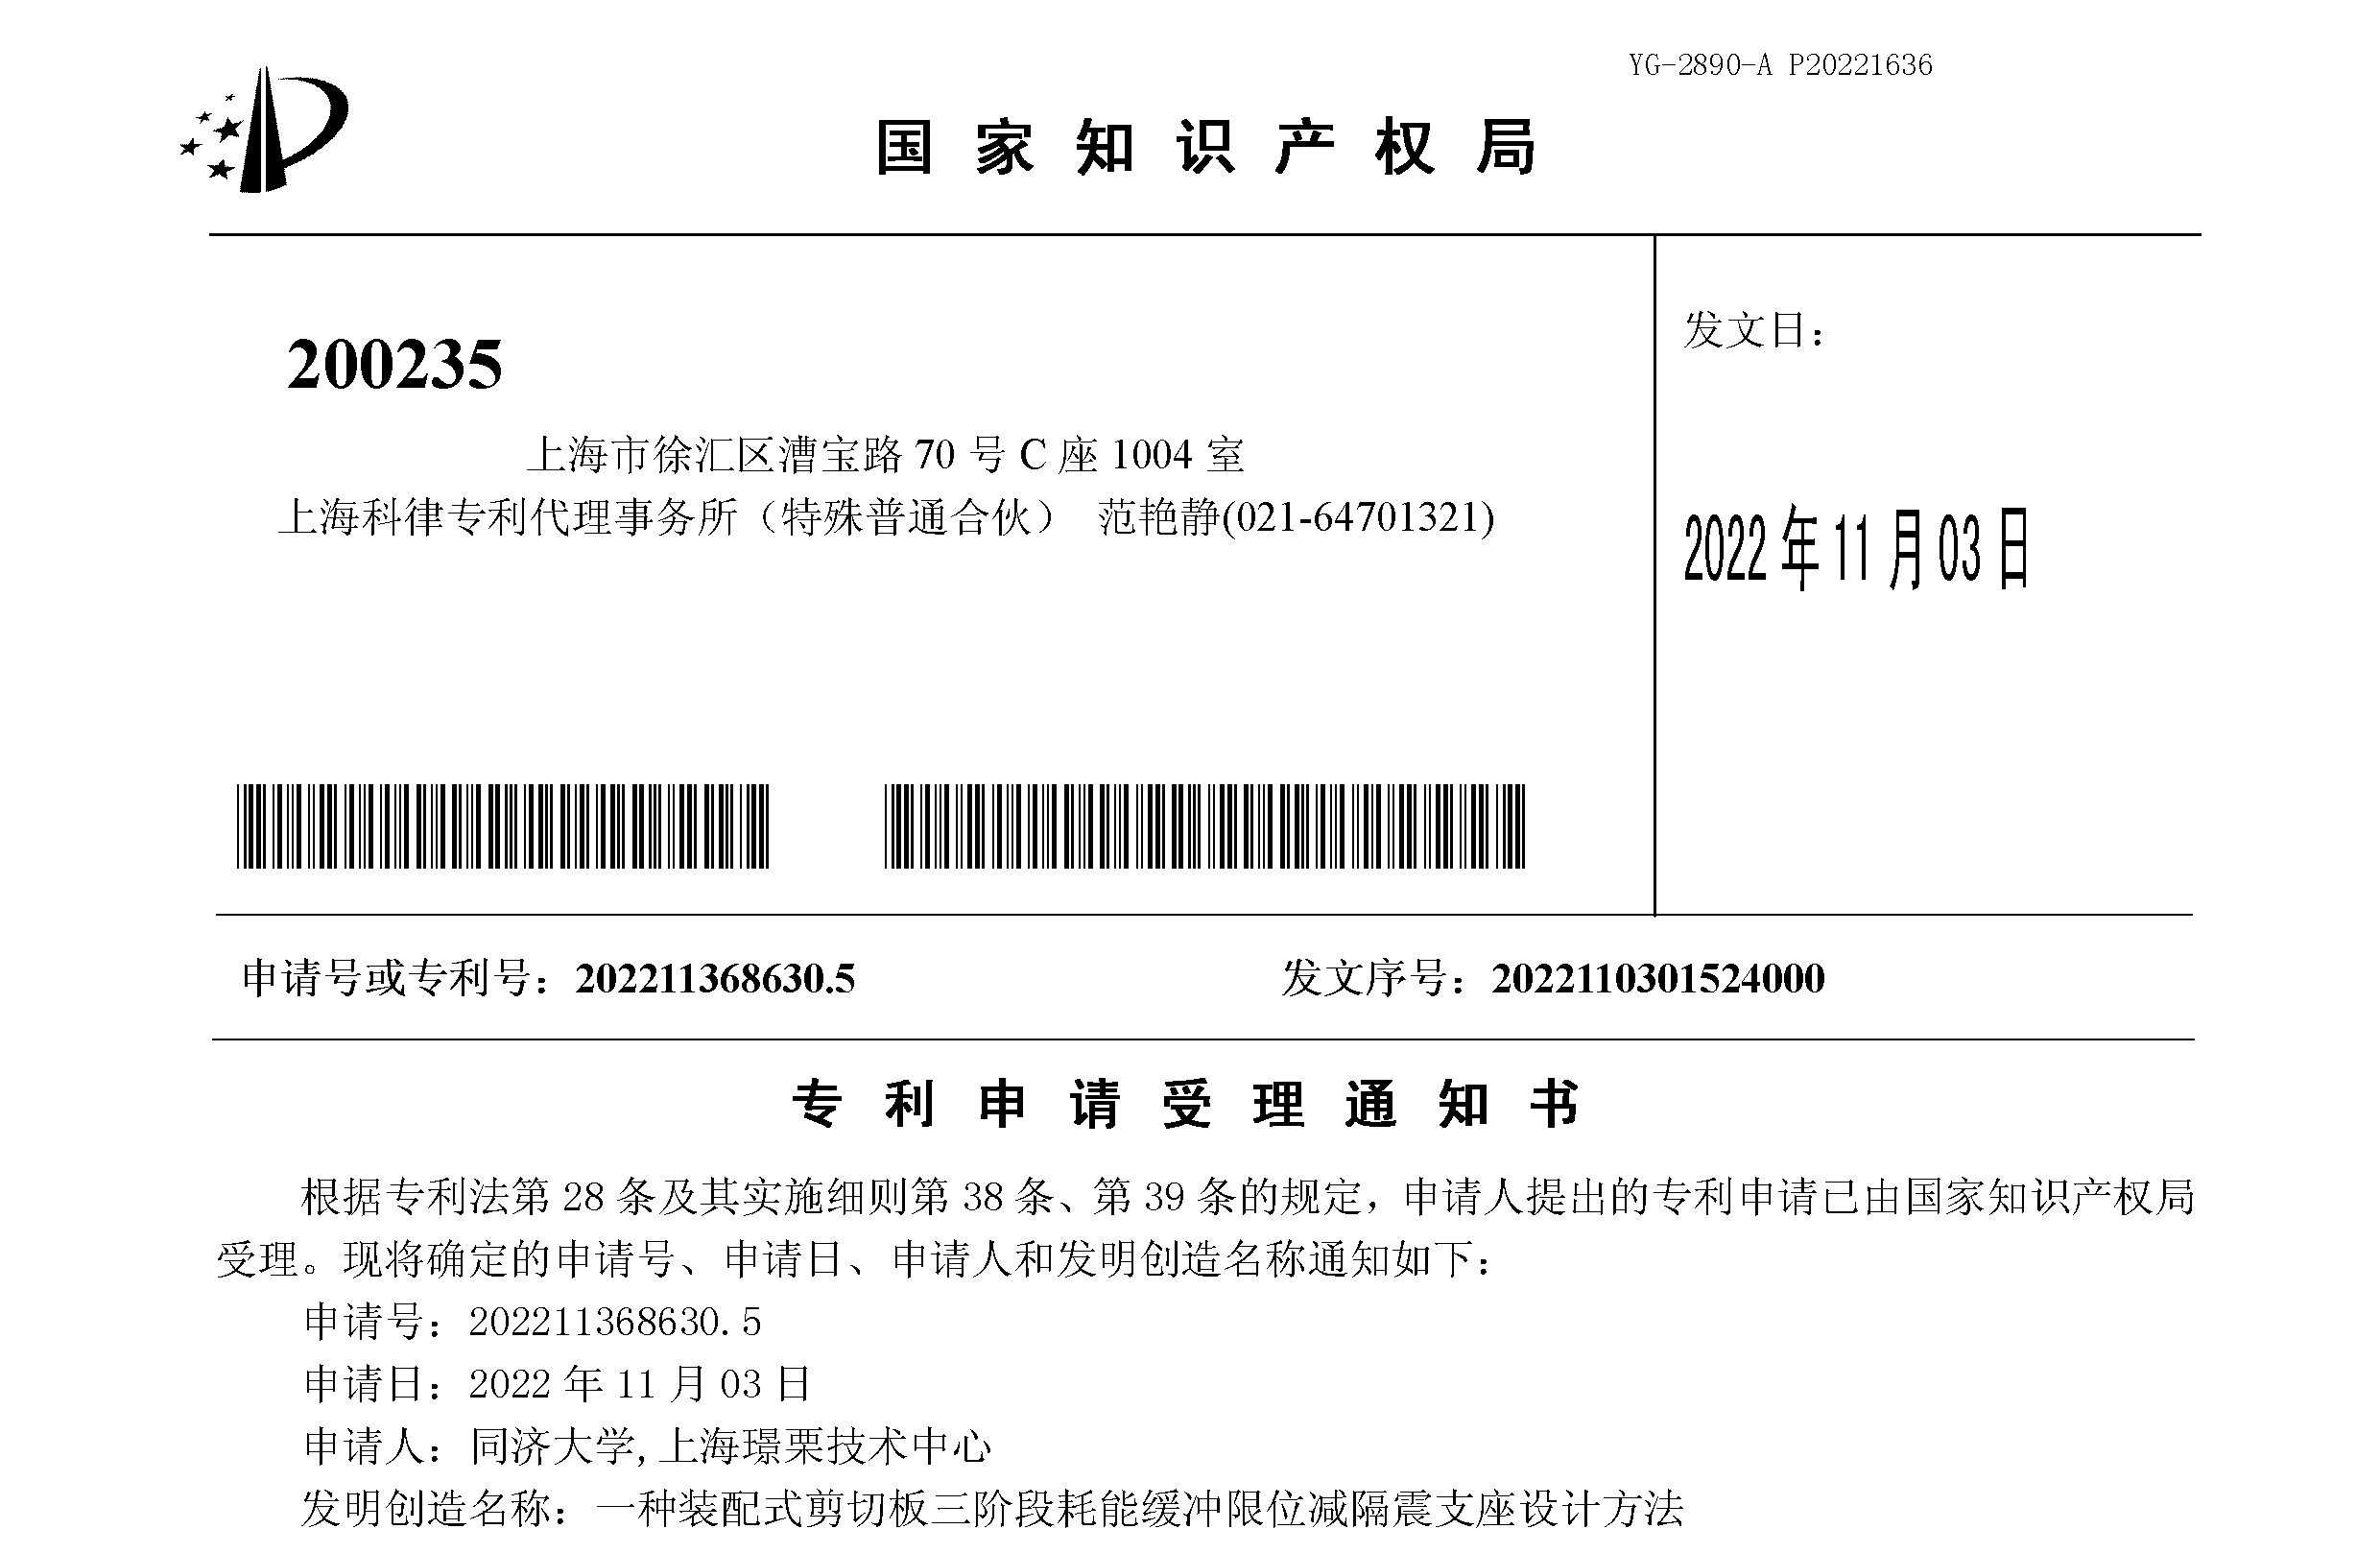 YG-2890-A P20221636
国家知识产权局
200235
发文日：
上海市徐汇区漕宝路 70 号 C 座 1004 室
上海科律专利代理事务所（特殊普通合伙） 范艳静(021-64701321)
2022 年 11 月 03 日
申请号或专利号：202211368630.5
发文序号：2022110301524000
专利申请受理通知书
根据专利法第 28 条及其实施细则第 38 条、第 39 条的规定，申请人提出的专利申请已由国家知识产权局
受理。现将确定的申请号、申请日、申请人和发明创造名称通知如下：
申请号：202211368630.5
申请日：2022 年 11 月 03 日
申请人：同济大学,上海璟栗技术中心
发明创造名称：一种装配式剪切板三阶段耗能缓冲限位减隔震支座设计方法